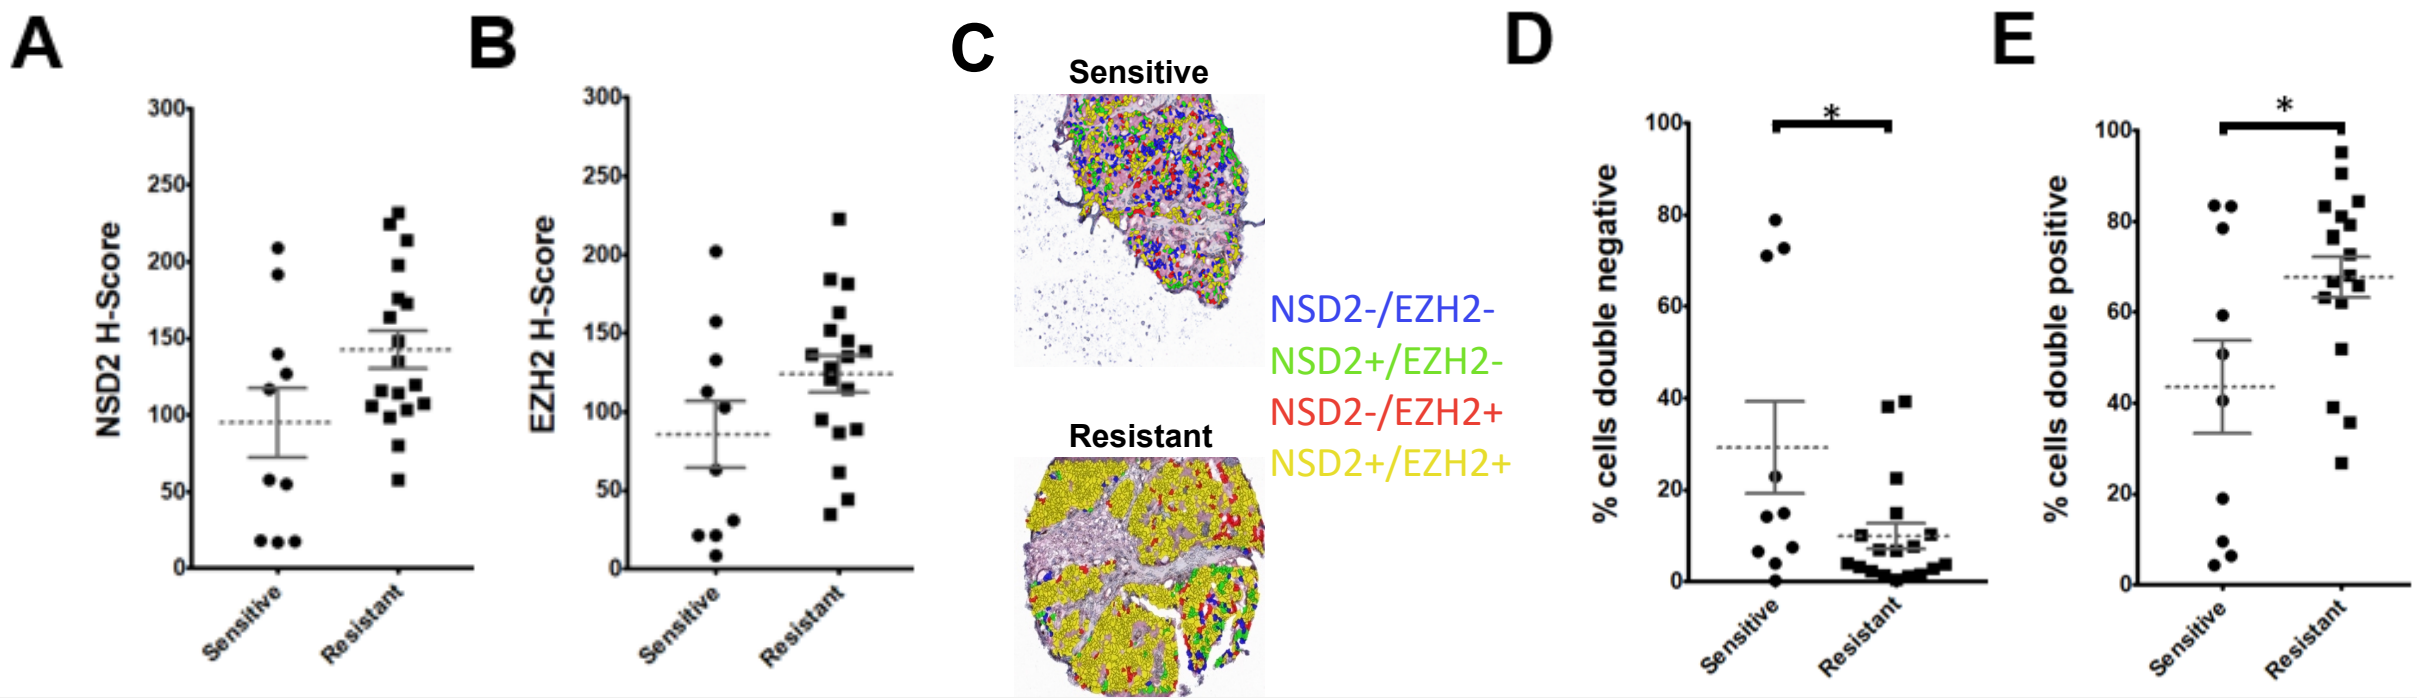 A
300
250
200
150
100
50
0
NSD2 H-Score
Sensitive
Resistant
B
300
250
200
150
100
50
0
EZH2 H-Score
Sensitive
Resistant
C
Sensitive
Resistant
NSD2-/EZH2-
NSD2+/EZH2-
NSD2-/EZH2+
NSD2+/EZH2+
D
*
100
80
60
40
20
0
% cells double negative
Sensitive
Resistant
E
*
100
80
60
40
20
0
% cells double positive
Sensitive
Resistant